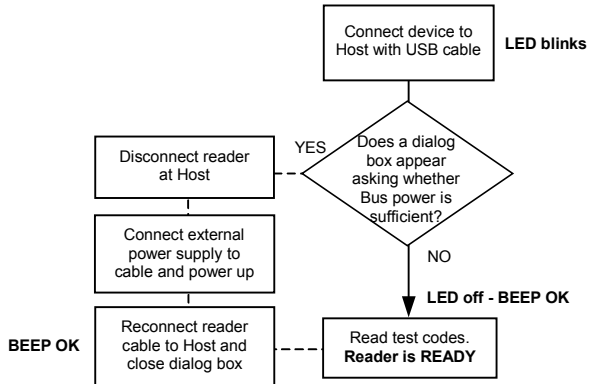 Connect device to
Host with USB cable
LED blinks
YES
Does a dialog
box appear
asking whether
Bus power is
sufficient?
Disconnect reader
at Host
Connect external
power supply to
cable and power up
NO
LED off - BEEP OK
BEEP OK
Reconnect reader
cable to Host and
close dialog box
Read test codes.
Reader is READY